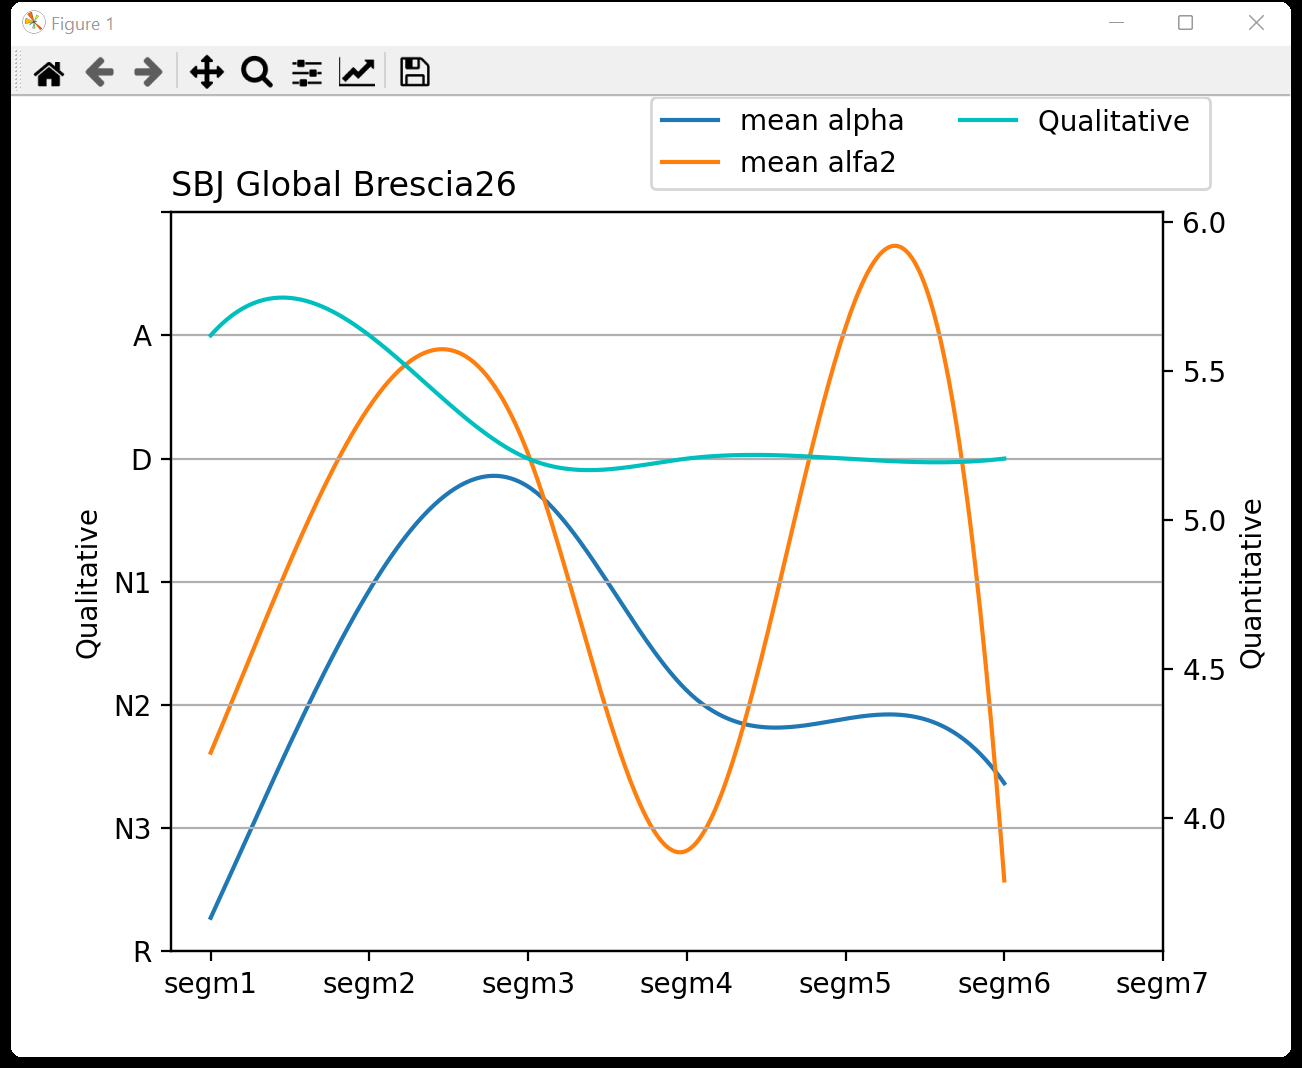 Figure 1
mean alpha
mean alfa2
Qualitative
SBJ Global Brescia26
A
D
N1
N2
N3
R
Qualitative
6.0
5.5
5.0
4.5
4.0
Quantitative
segm1 segm2 segm3 segm4 segm5 segm6 segm7